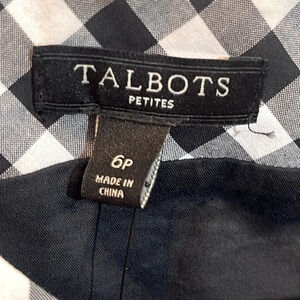 TALBOTS
PETITES
6P
MADE IN
CHINA